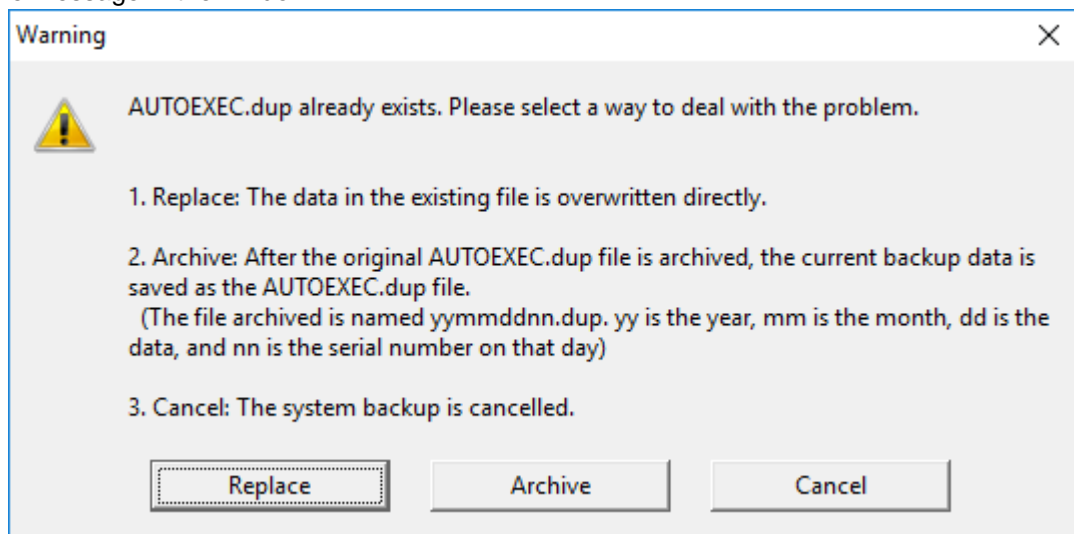 Warning
AUTOEXEC.dup already exists. Please select a way to deal with the problem.
1. Replace: The data in the existing file is overwritten directly.
2. Archive: After the original AUTOEXEC.dup file is archived, the current backup data is
saved as the AUTOEXEC.dup file.
(The file archived is named yymmddnn.dup. yy is the year, mm is the month, dd is the
data, and nn is the serial number on that day)
3. Cancel: The system backup is cancelled.
Replace Archive Cancel